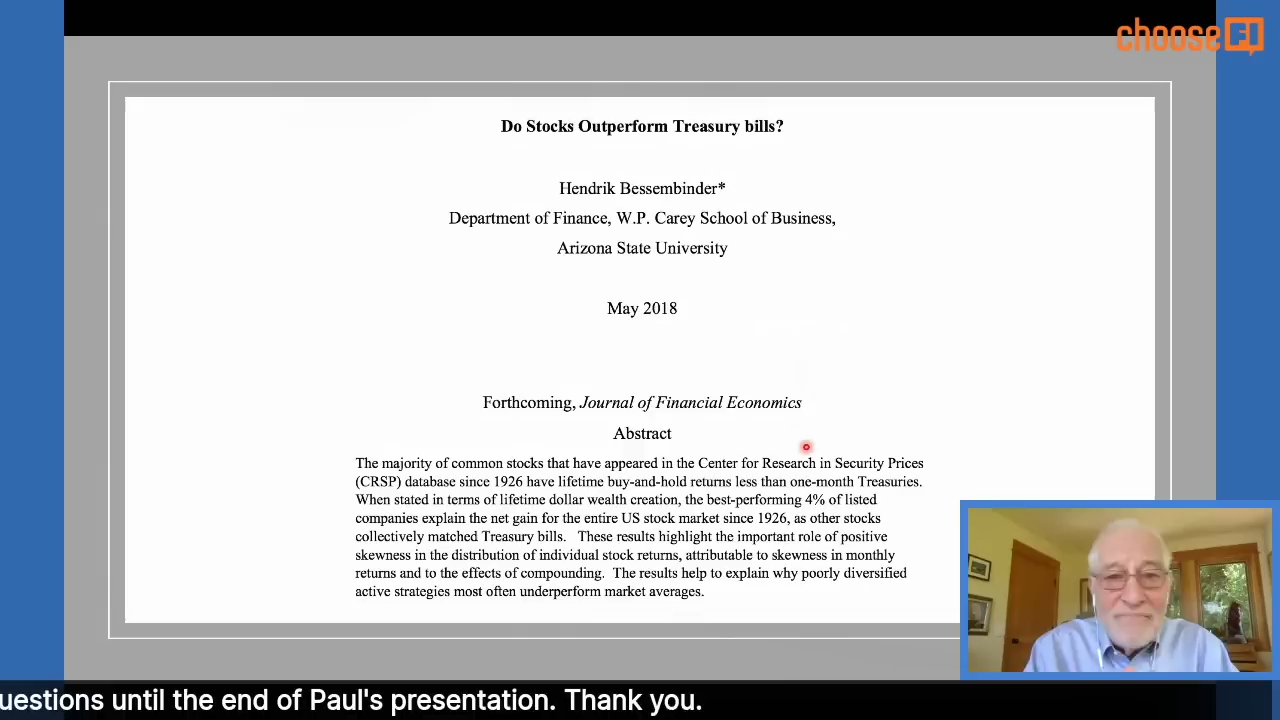 chooseFI
Do Stocks Outperform Treasury bills?
Hendrik Bessembinder*
Department of Finance, W.P. Carey School of Business,
Arizona State University
May 2018
Forthcoming, Journal of Financial Economics
Abstract
The majority of common stocks that have appeared in the Center for Research in Security Prices
(CRSP) database since 1926 have lifetime buy-and-hold returns less than one-month Treasuries.
When stated in terms of lifetime dollar wealth creation, the best-performing 4% of listed
companies explain the net gain for the entire US stock market since 1926, as other stocks
collectively matched Treasury bills. These results highlight the important role of positive
skewness in the distribution of individual stock returns, attributable to skewness in monthly
returns and to the effects of compounding. The results help to explain why poorly diversified
active strategies most often underperform market averages.
uestions until the end of Paul's presentation. Thank you.